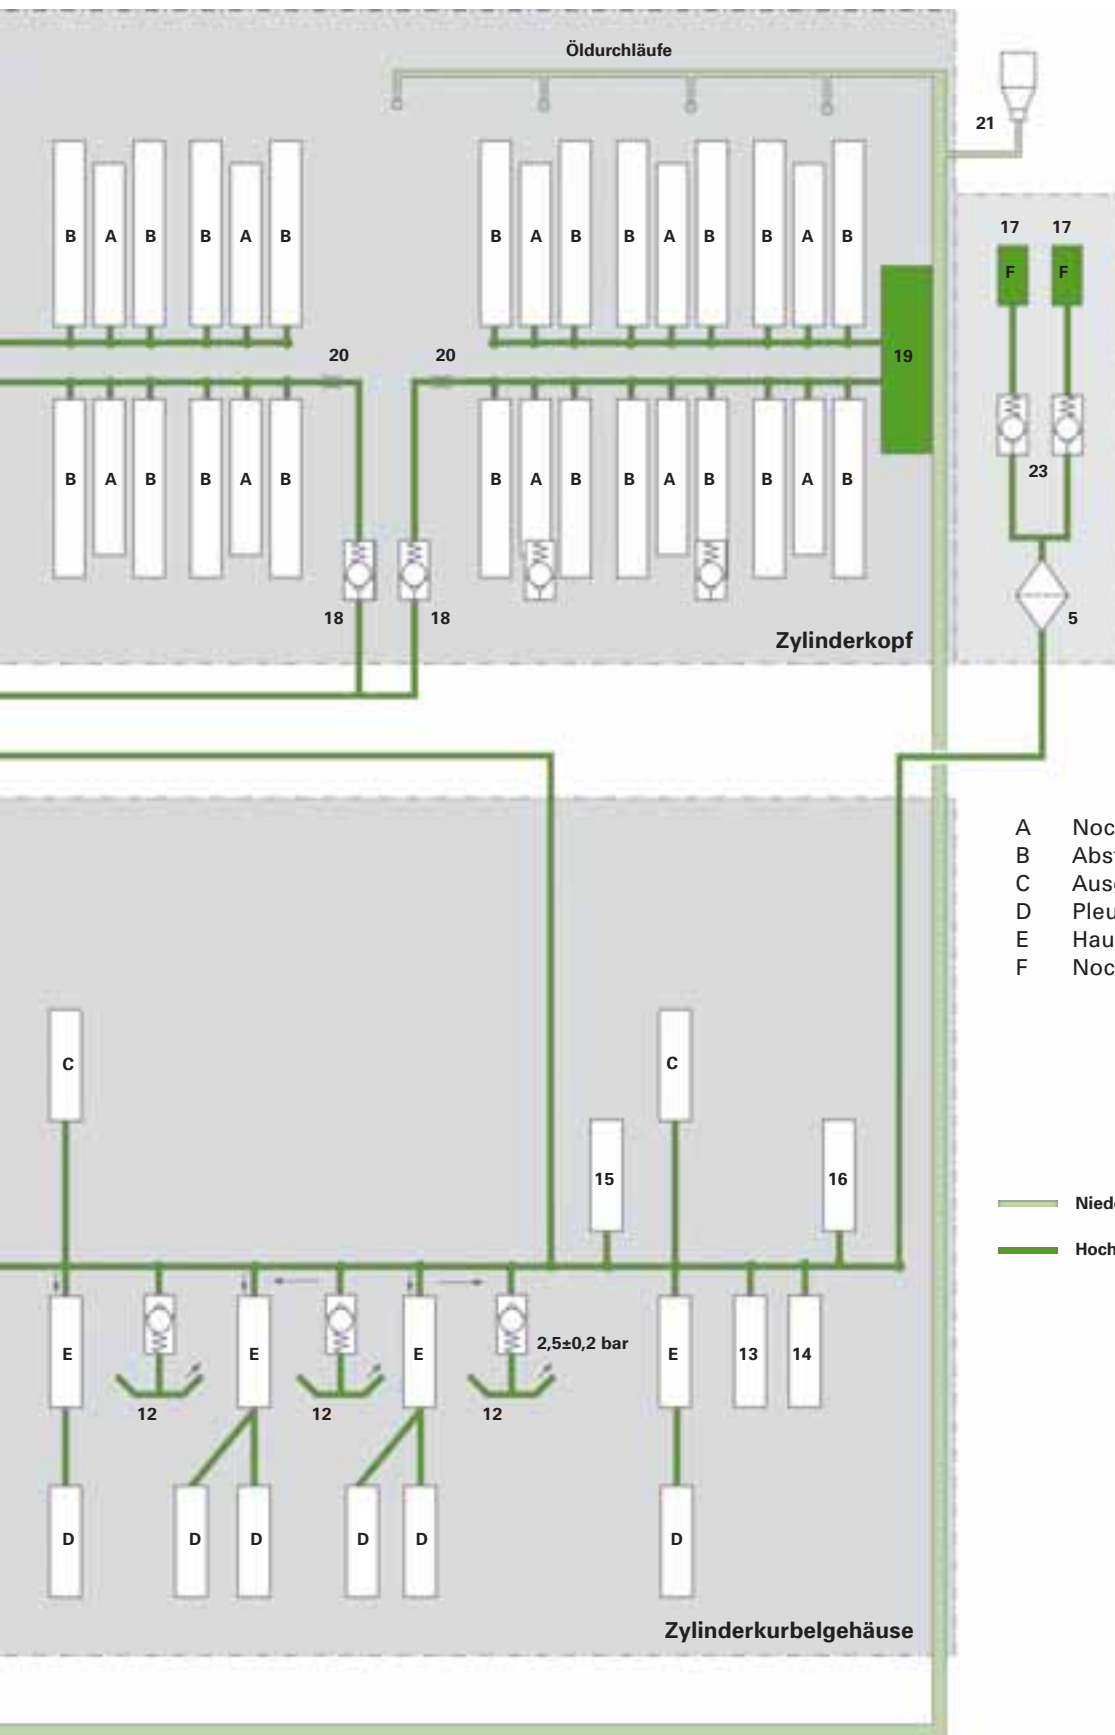 Öldurchläufe
21
17 17
B A B B A B B A B B A B B A B
F F
20 20 19
B A B B A B B A B B A B B A B
23
18 18 5
Zylinderkopf
A Noc
B Abs
C Aus
D Pleu
E Hau
F Noc
C C
15 16
Nied
Hoch
E E E 2,5±0,2 bar E 13 14
12 12 12
D D D D D D
Zylinderkurbelgehäuse